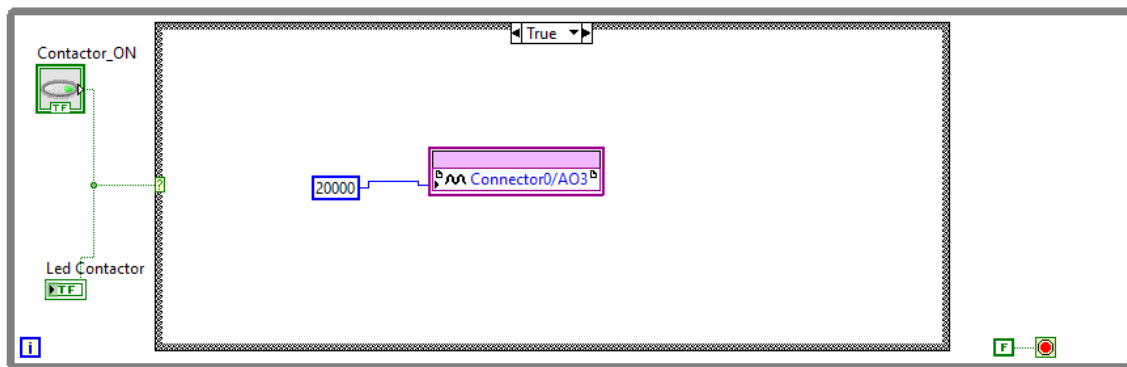 True
Contactor_ON
TF
20000
Connector0/AO3
?
Led Contactor
TF
i
F